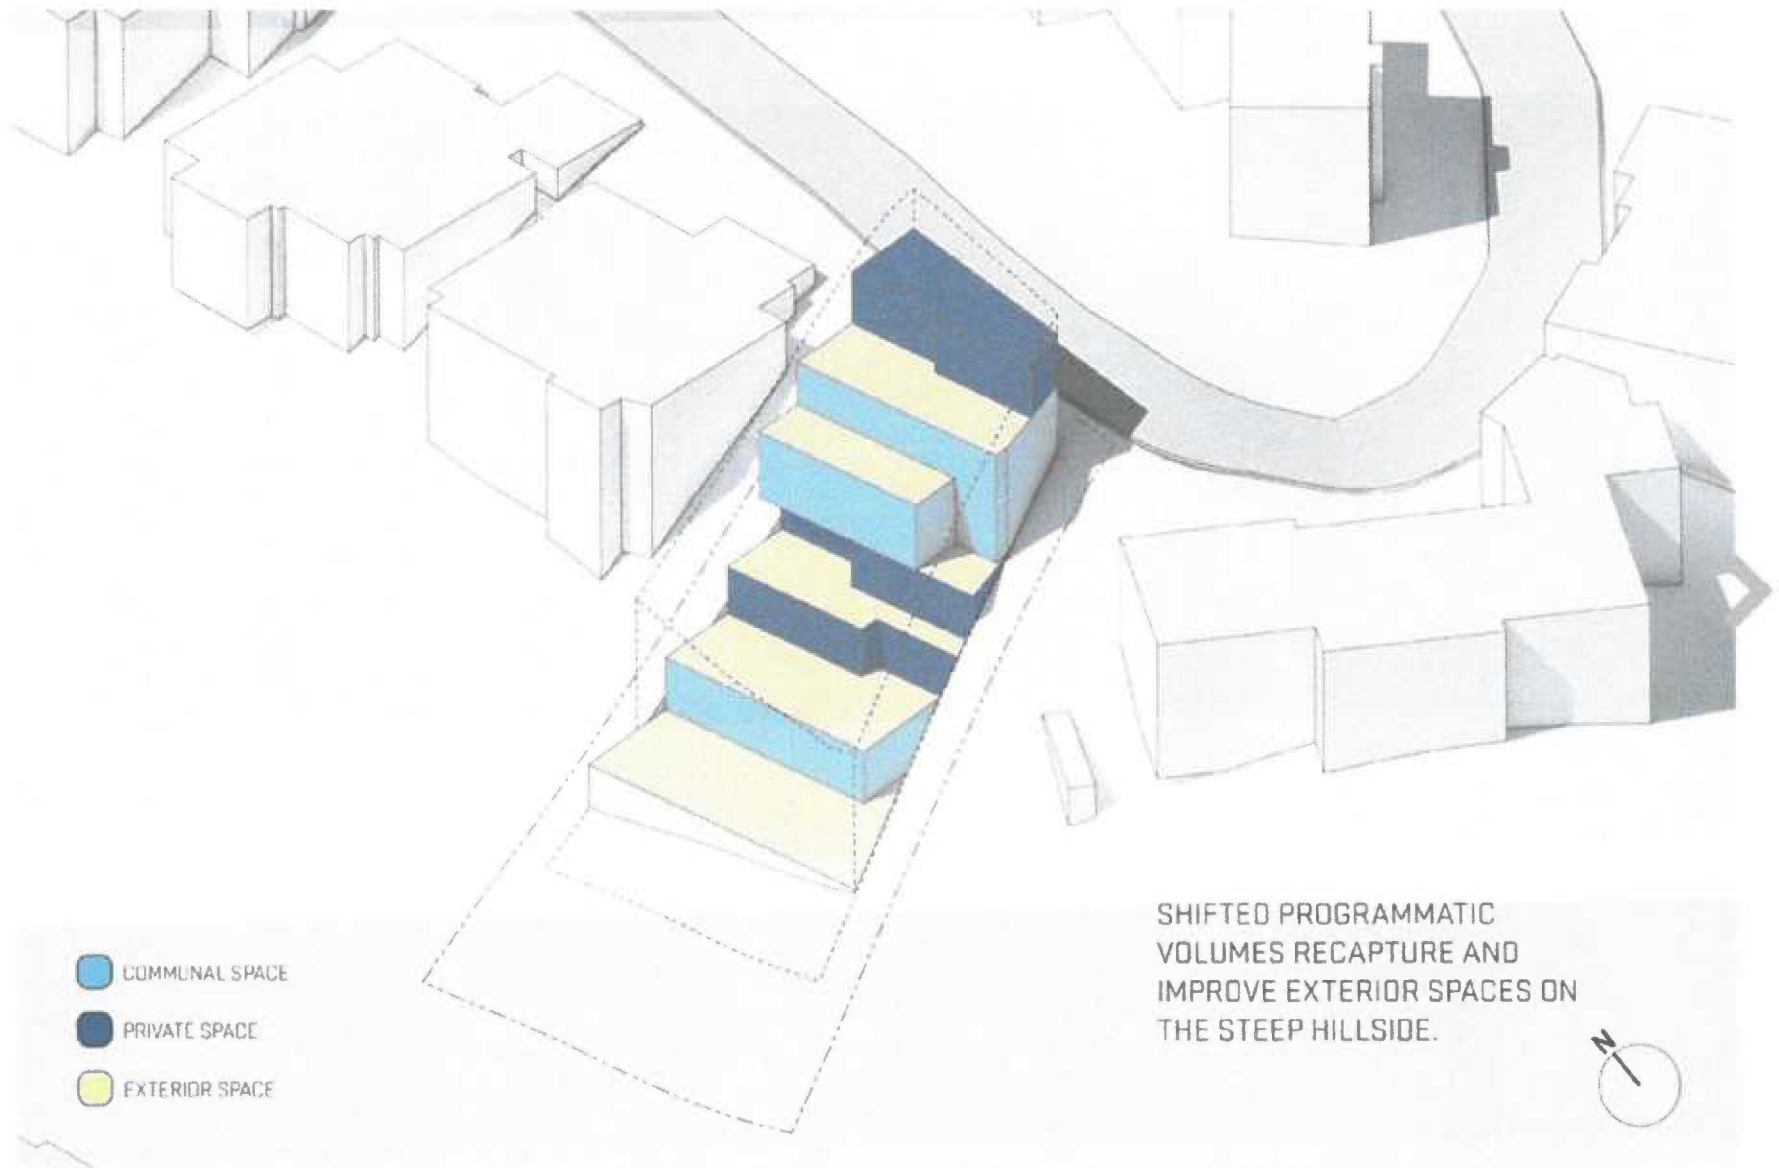 COMMUNAL SPACE
PRIVATE SPACE
EXTERIOR SPACE
SHIFTED PROGRAMMATIC
VOLUMES RECAPTURE AND
IMPROVE EXTERIOR SPACES ON
THE STEEP HILLSIDE.
N